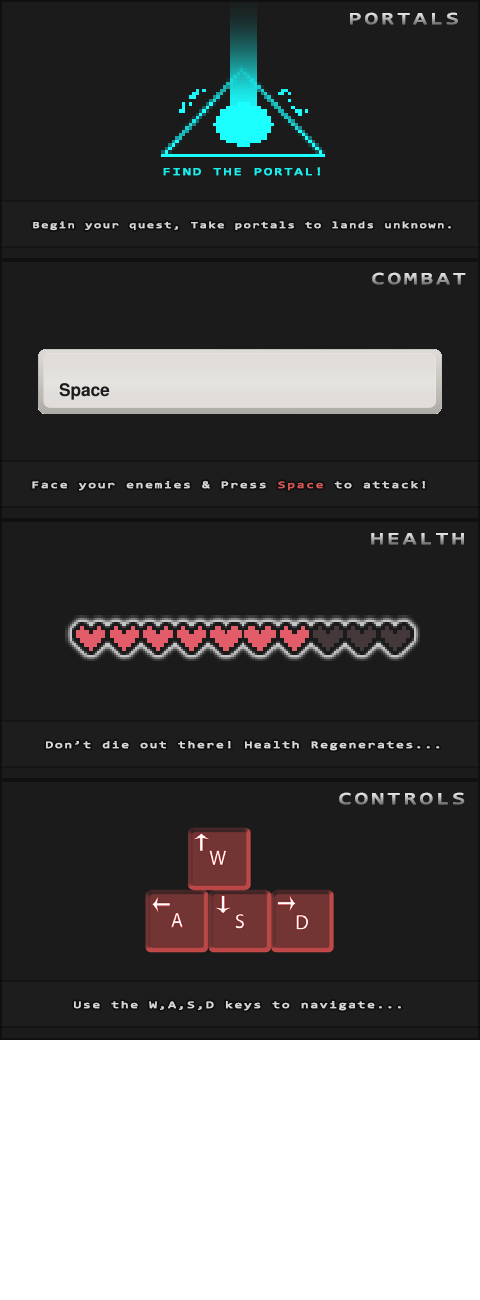 PORTALS
FIND THE PORTAL!
Begin your quest, Take portals to lands unknown.
COMBAT
Space
Face your enemies & Press Space to attack!
HEALTH
Don't die out there! Health Regenerates...
CONTROLS
↑ W
← A ↓ S → D
Use the W,A,S,D keys to navigate...